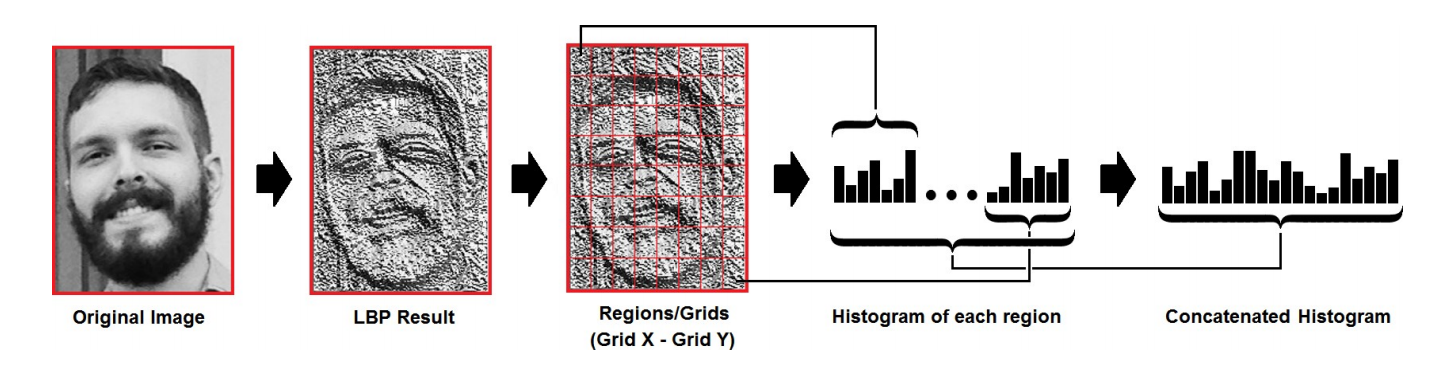 Original Image
LBP Result
Regions/Grids
(Grid X - Grid Y)
Histogram of each region
Concatenated Histogram